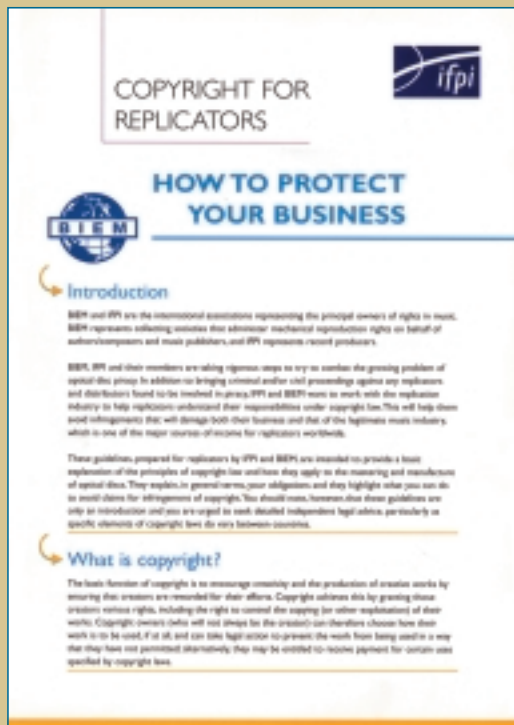 COPYRIGHT FOR
REPLICATORS
ifpi
HOW TO PROTECT
YOUR BUSINESS
BIEM
Introduction
BIEM and IFPI are the international associations representing the principal owners of rights in music.
BIEM represents collecting societies that administer mechanical reproduction rights on behalf of
authors/composers and music publishers, and IFPI represents record producers.
BIEM, IFPI and their members are taking rigorous steps to try to combat the growing problem of
optical disc piracy. In addition to bringing criminal and/or civil proceedings against any replicators
and distributors found to be involved in piracy, IFPI and BIEM want to work with the replication
industry to help replicators understand their responsibilities under copyright law. This will help them
avoid infringements that will damage both their business and that of the legitimate music industry,
which is one of the major sources of income for replicators worldwide.
These guidelines, prepared for replicators by IFPI and BIEM, are intended to provide a basic
explanation of the principles of copyright law and how they apply to the mastering and manufacture
of optical discs. They explain, in general terms, your obligations and they highlight what you can do
to avoid claims for infringement of copyright. You should note, however, that these guidelines are
only an introduction and you are urged to seek detailed independent legal advice, particularly as
specific elements of copyright laws do vary between countries.
What is copyright?
The basic function of copyright is to encourage creativity and the production of creative works by
ensuring that creators are rewarded for their efforts. Copyright achieves this by granting those
creators various rights, including the right to control the copying (or other exploitation) of their
works. Copyright owners (who will not always be the creator) can therefore choose how their
work is to be used, if at all, and can take legal action to prevent the work from being used in a way
that they have not permitted; alternatively, they may be entitled to receive payment for certain uses
specified by copyright laws.